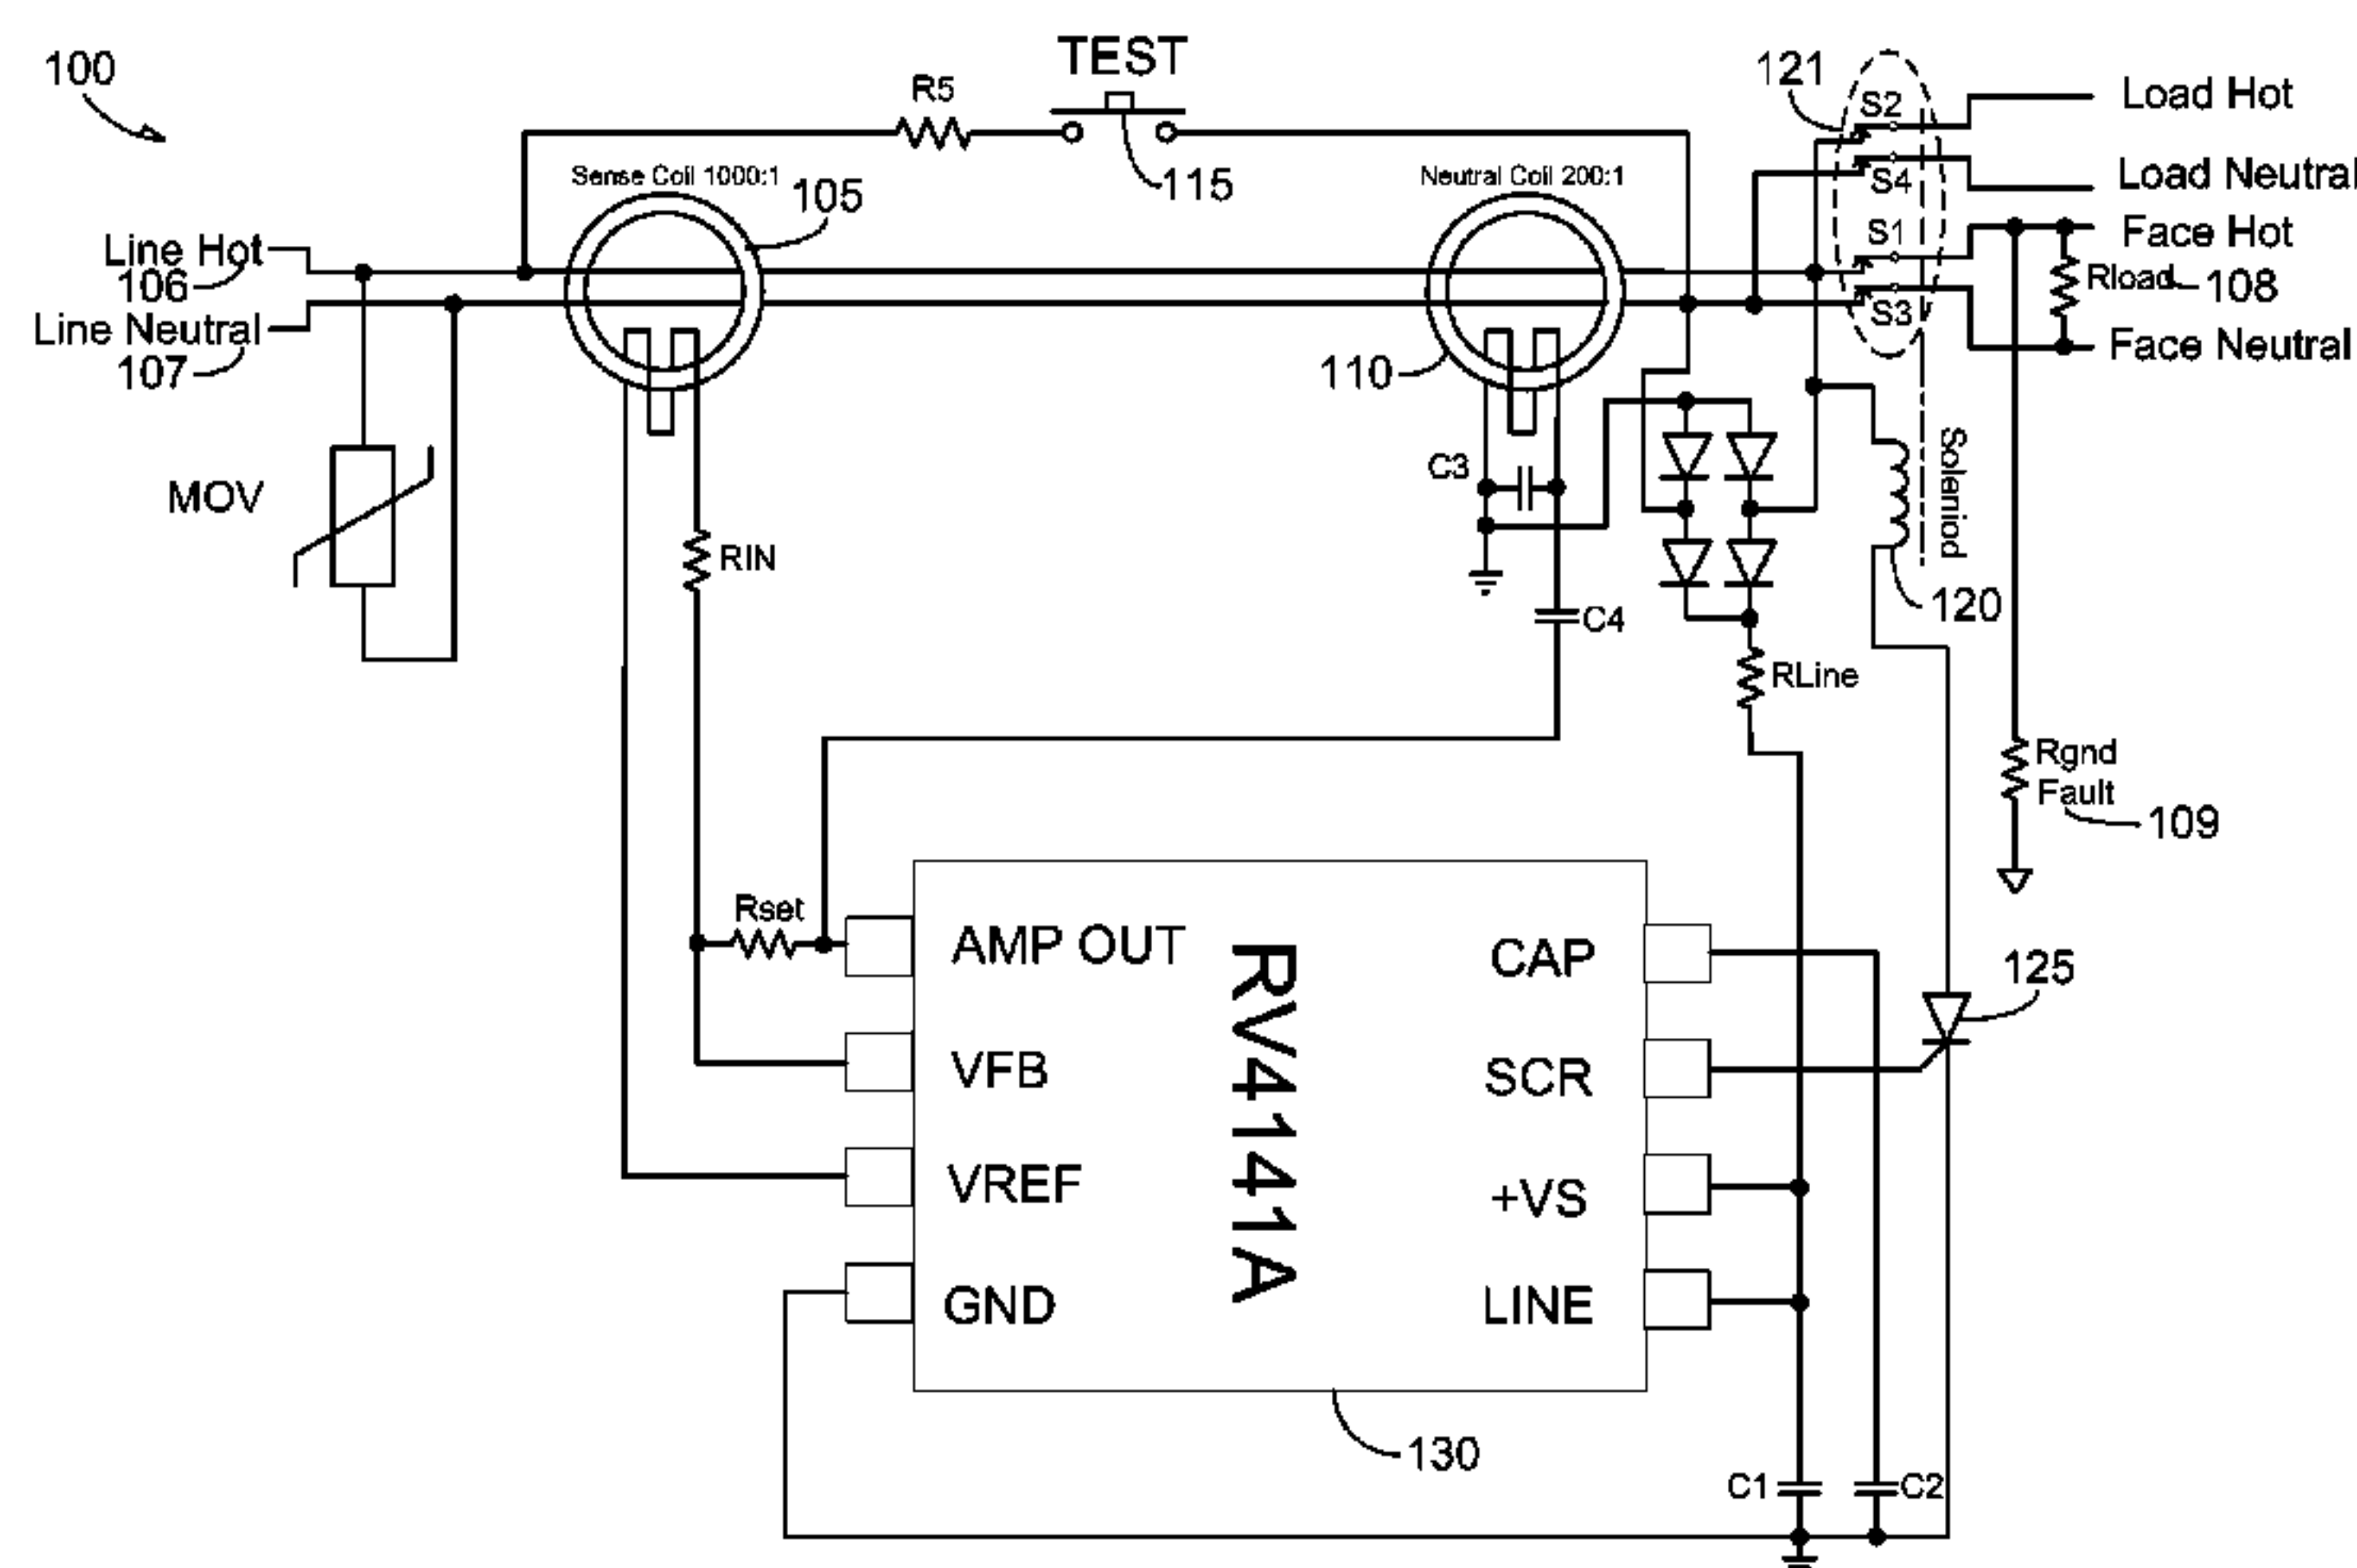 100
TEST
R5
115
Sense Coil 1000:1
105
Neutral Coil 200:1
110
121
S2
S4
S1
S3
Load Hot
Load Neutral
Face Hot
Rload
108
Face Neutral
Line Hot
106
Line Neutral
107
MOV
RIN
C3
C4
Soleniod
120
RLine
Rgnd
Fault
109
Rset
AMP OUT
VFB
VREF
GND
RV4141A
CAP
SCR
+VS
LINE
125
130
C1
C2